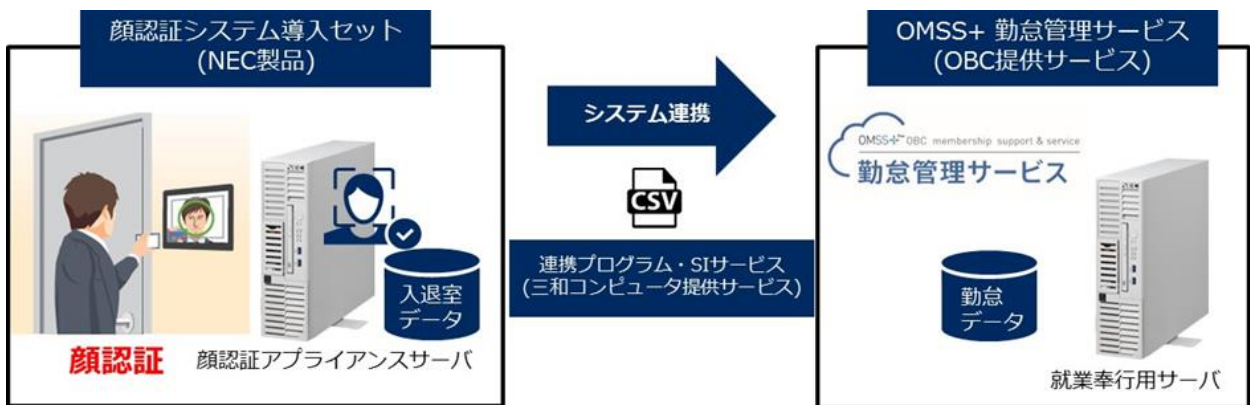 顔認証システム導入セット
(NEC製品)
入退室
データ
顔認証
顔認証アプライアンスサーバ
システム連携
CSV
連携プログラム・SIサービス
(三和コンピュータ提供サービス)
OMSS+ 勤怠管理サービス
(OBC提供サービス)
OMSS+™ OBC membership support & service
勤怠管理サービス
勤怠
データ
就業奉行用サーバ